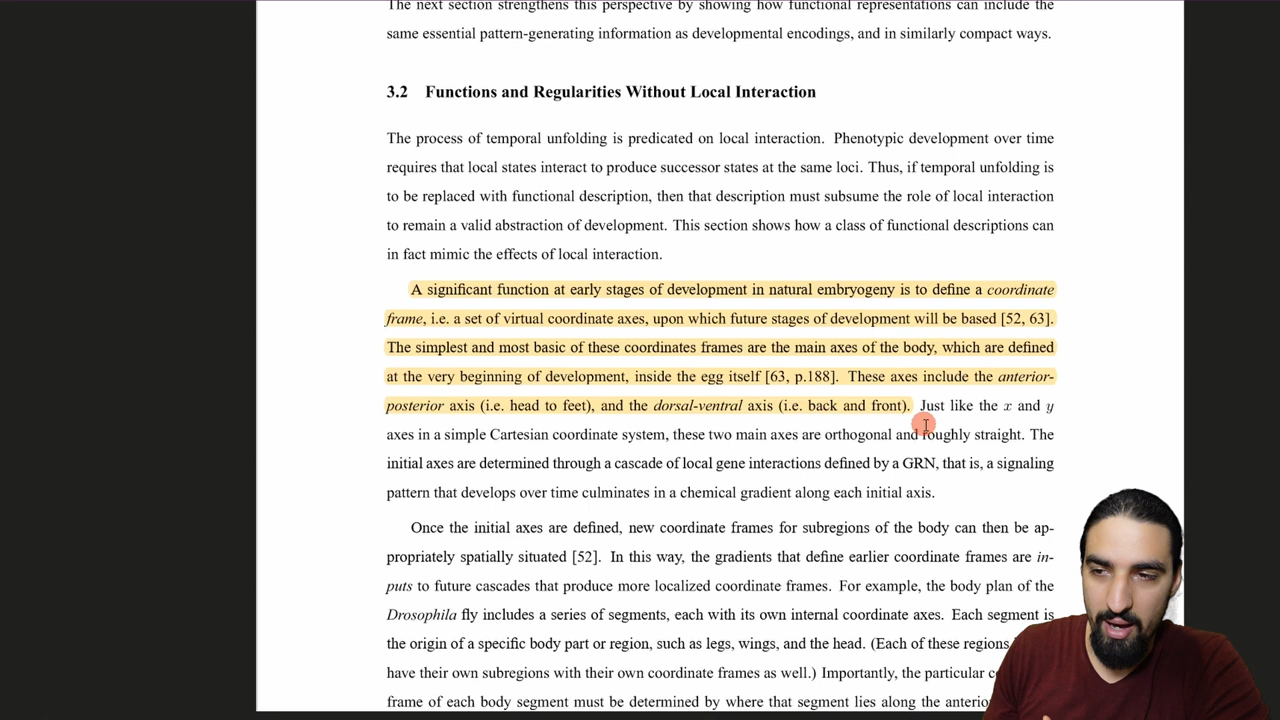 The next section strengthens this perspective by showing how functional representations can include the
same essential pattern-generating information as developmental encodings, and in similarly compact ways.
3.2 Functions and Regularities Without Local Interaction
The process of temporal unfolding is predicated on local interaction. Phenotypic development over time
requires that local states interact to produce successor states at the same loci. Thus, if temporal unfolding is
to be replaced with functional description, then that description must subsume the role of local interaction
to remain a valid abstraction of development. This section shows how a class of functional descriptions can
in fact mimic the effects of local interaction.
A significant function at early stages of development in natural embryogeny is to define a coordinate
frame, i.e. a set of virtual coordinate axes, upon which future stages of development will be based [52, 63].
The simplest and most basic of these coordinates frames are the main axes of the body, which are defined
at the very beginning of development, inside the egg itself [63, p.188]. These axes include the anterior-
posterior axis (i.e. head to feet), and the dorsal-ventral axis (i.e. back and front). Just like the x and y
axes in a simple Cartesian coordinate system, these two main axes are orthogonal and roughly straight. The
initial axes are determined through a cascade of local gene interactions defined by a GRN, that is, a signaling
pattern that develops over time culminates in a chemical gradient along each initial axis.
Once the initial axes are defined, new coordinate frames for subregions of the body can then be ap-
propriately spatially situated [52]. In this way, the gradients that define earlier coordinate frames are in-
puts to future cascades that produce more localized coordinate frames. For example, the body plan of the
Drosophila fly includes a series of segments, each with its own internal coordinate axes. Each segment is
the origin of a specific body part or region, such as legs, wings, and the head. (Each of these regions
have their own subregions with their own coordinate frames as well.) Importantly, the particular
frame of each body segment must be determined by where that segment lies along the